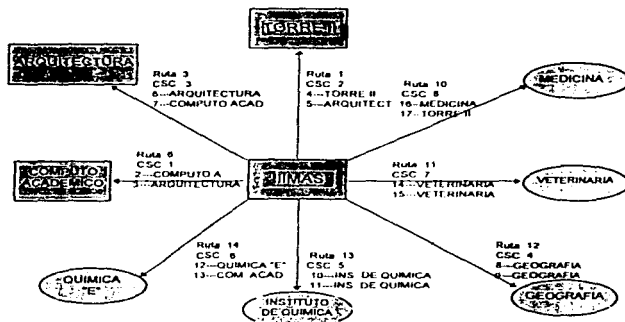 TORRE II
ARQUITECTURA
Ruta 3
CSC 3
6---ARQUITECTURA
7---COMPUTO ACAD
Ruta 1
CSC 2
4---TORRE II
5---ARQUITECT
Ruta 10
CSC 8
16---MEDICINA
17---TORRE II
MEDICINA
COMPUTO
ACADEMICO
Ruta 6
CSC 1
2---COMPUTO A
3---ARQUITECTURA
IIMAS
Ruta 11
CSC 7
14---VETERINARIA
15---VETERINARIA
VETERINARIA
Ruta 14
CSC 6
12---QUIMICA "E"
13---COM ACAD
QUIMICA
"E"
Ruta 13
CSC 5
10---INS DE QUIMICA
11---INS DE QUIMICA
INSTITUTO
DE QUIMICA
Ruta 12
CSC 4
8---GEOGRAFIA
9---GEOGRAFIA
GEOGRAFIA